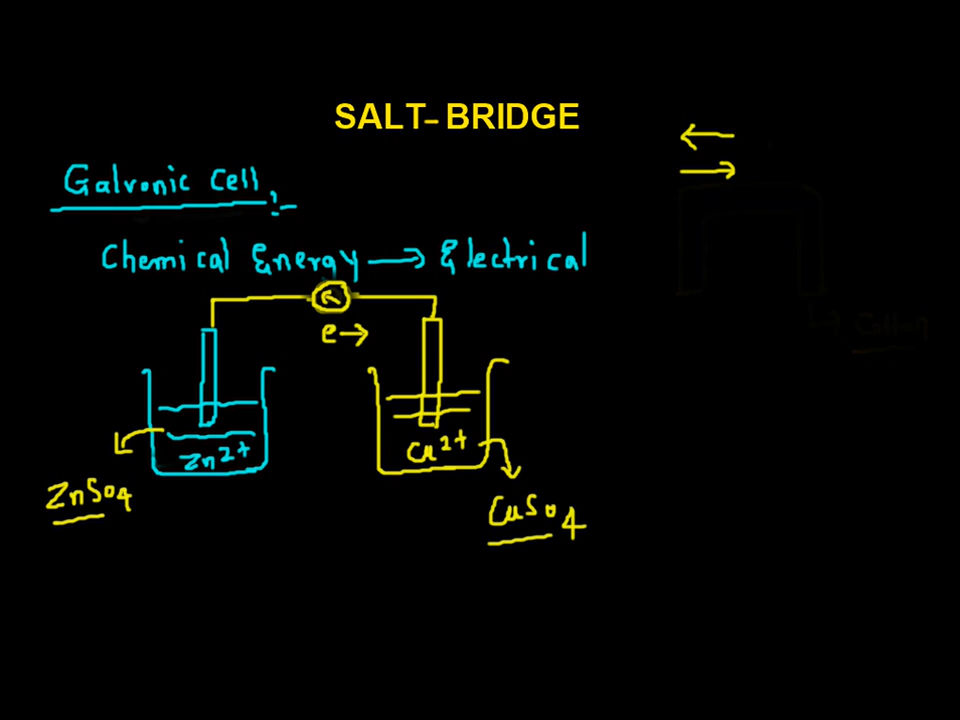 SALT– BRIDGE
Galvonic Cell :-
Chemical Energy → Electrical
e →
Zn2+
Cu2+
ZnSO4
CuSO4